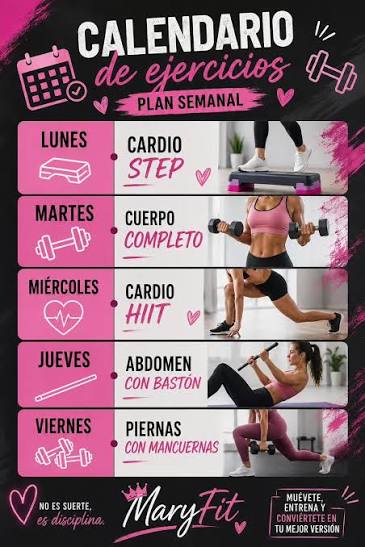 CALENDARIO
de ejercicios
PLAN SEMANAL
LUNES
CARDIO
STEP
MARTES
CUERPO
COMPLETO
MIÉRCOLES
CARDIO
HIIT
JUEVES
ABDOMEN
CON BASTÓN
VIERNES
PIERNAS
CON MANCUERNAS
NO ES SUERTE,
es disciplina.
MaryFit
MUÉVETE,
ENTRENA Y
CONVIÉRTETE EN
TU MEJOR VERSIÓN